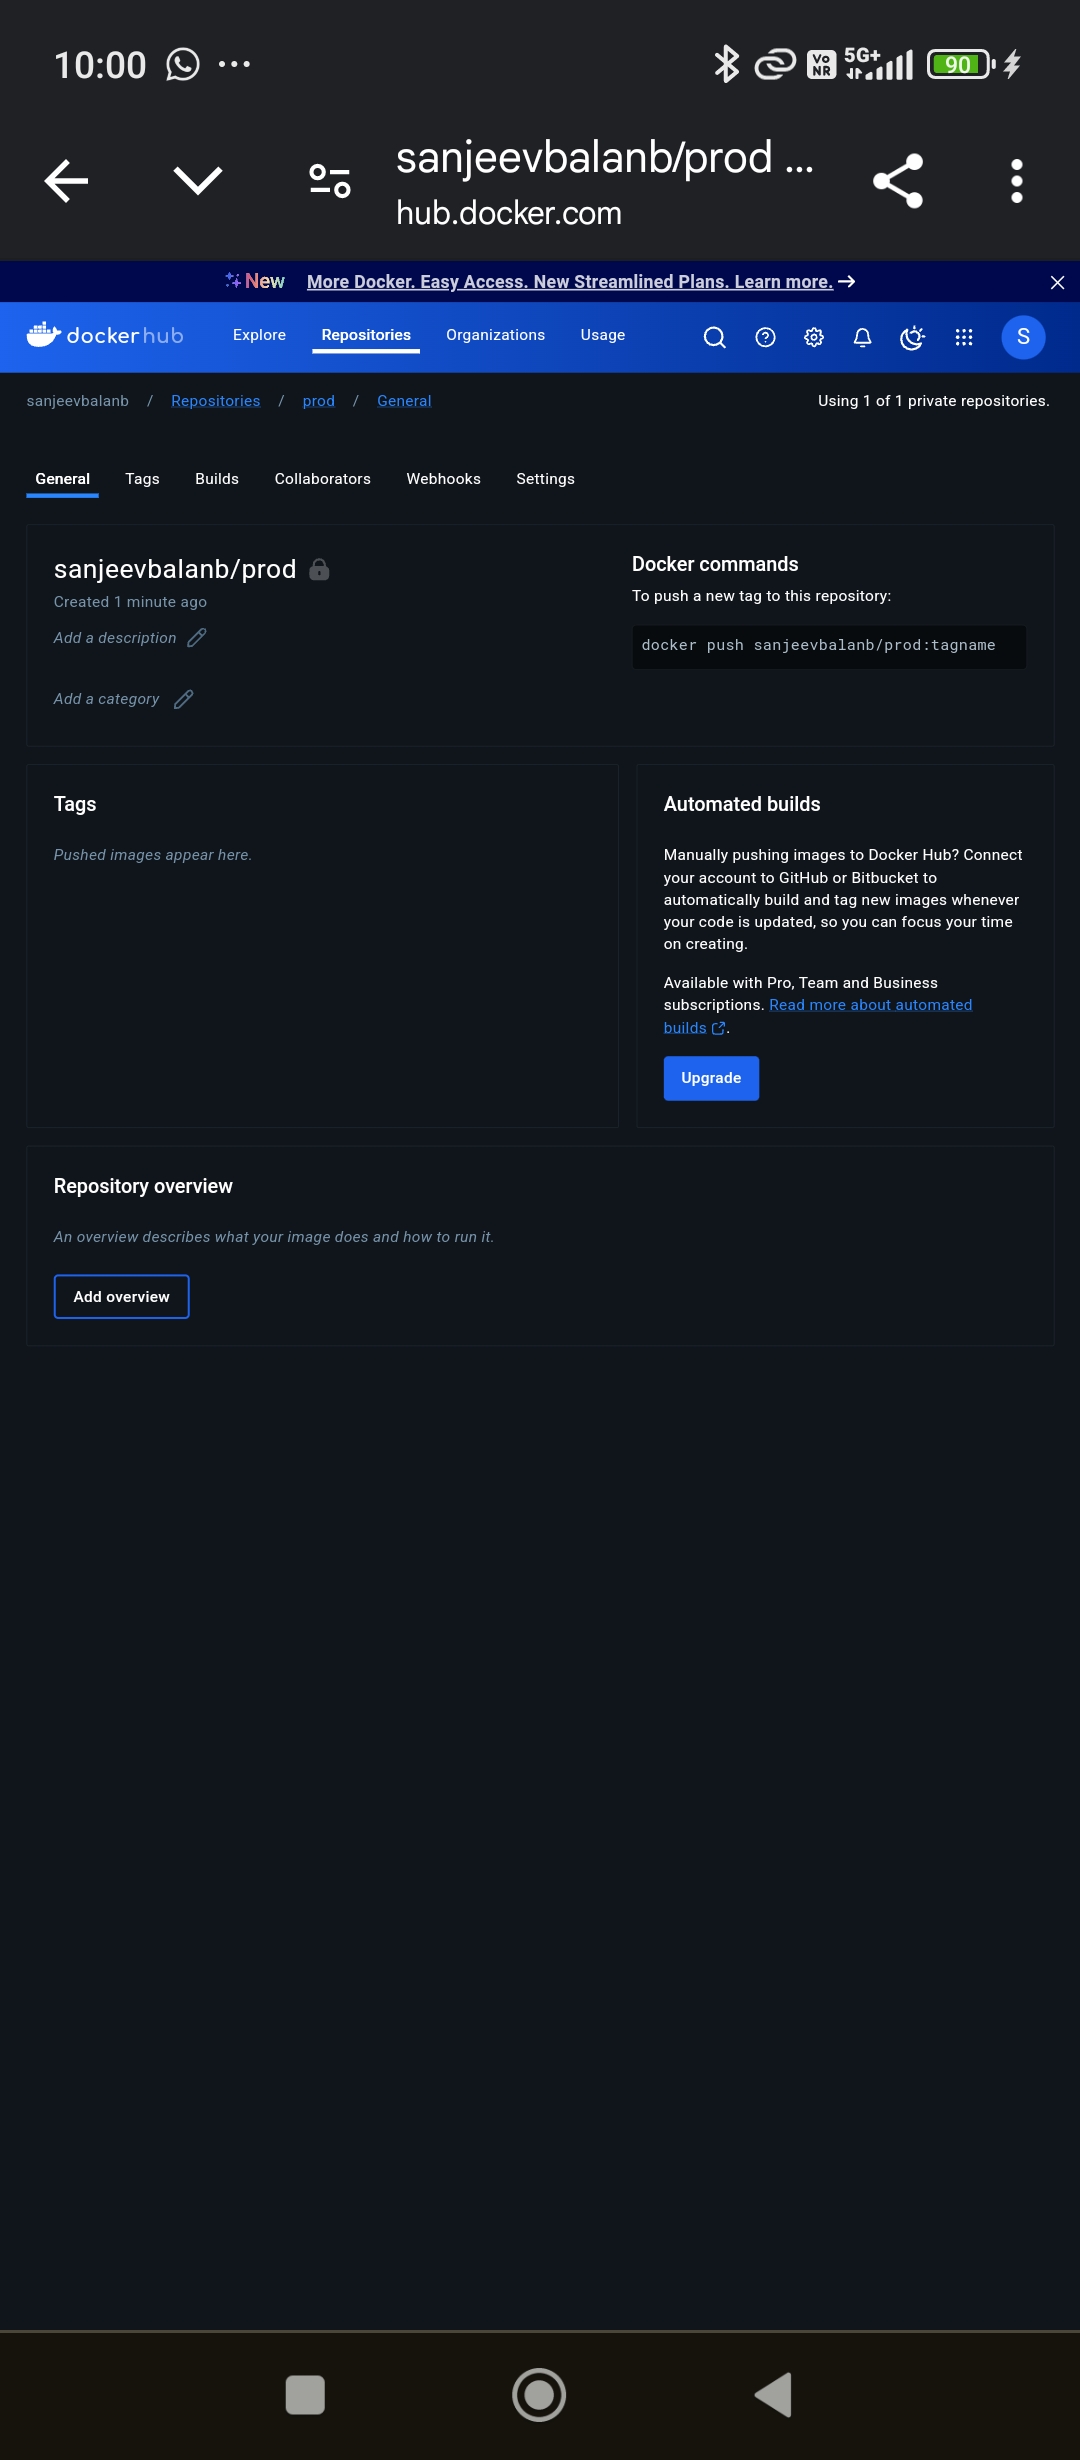 10:00
VoNR 5G+ 90
sanjeevbalanb/prod ...
hub.docker.com
New More Docker. Easy Access. New Streamlined Plans. Learn more. →
dockerhub Explore Repositories Organizations Usage S
sanjeevbalanb / Repositories / prod / General Using 1 of 1 private repositories.
General Tags Builds Collaborators Webhooks Settings
sanjeevbalanb/prod
Created 1 minute ago
Add a description
Add a category
Docker commands
To push a new tag to this repository:
docker push sanjeevbalanb/prod:tagname
Tags
Pushed images appear here.
Automated builds
Manually pushing images to Docker Hub? Connect
your account to GitHub or Bitbucket to
automatically build and tag new images whenever
your code is updated, so you can focus your time
on creating.
Available with Pro, Team and Business
subscriptions. Read more about automated
builds.
Upgrade
Repository overview
An overview describes what your image does and how to run it.
Add overview